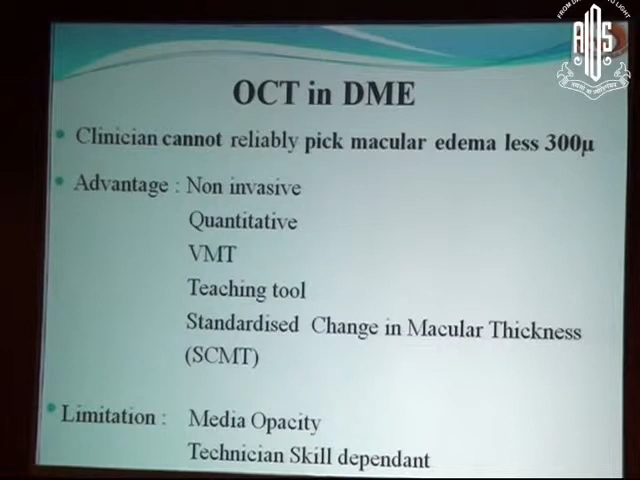 OCT in DME
• Clinician cannot reliably pick macular edema less 300µ
• Advantage : Non invasive
Quantitative
VMT
Teaching tool
Standardised Change in Macular Thickness
(SCMT)
• Limitation : Media Opacity
Technician Skill dependant